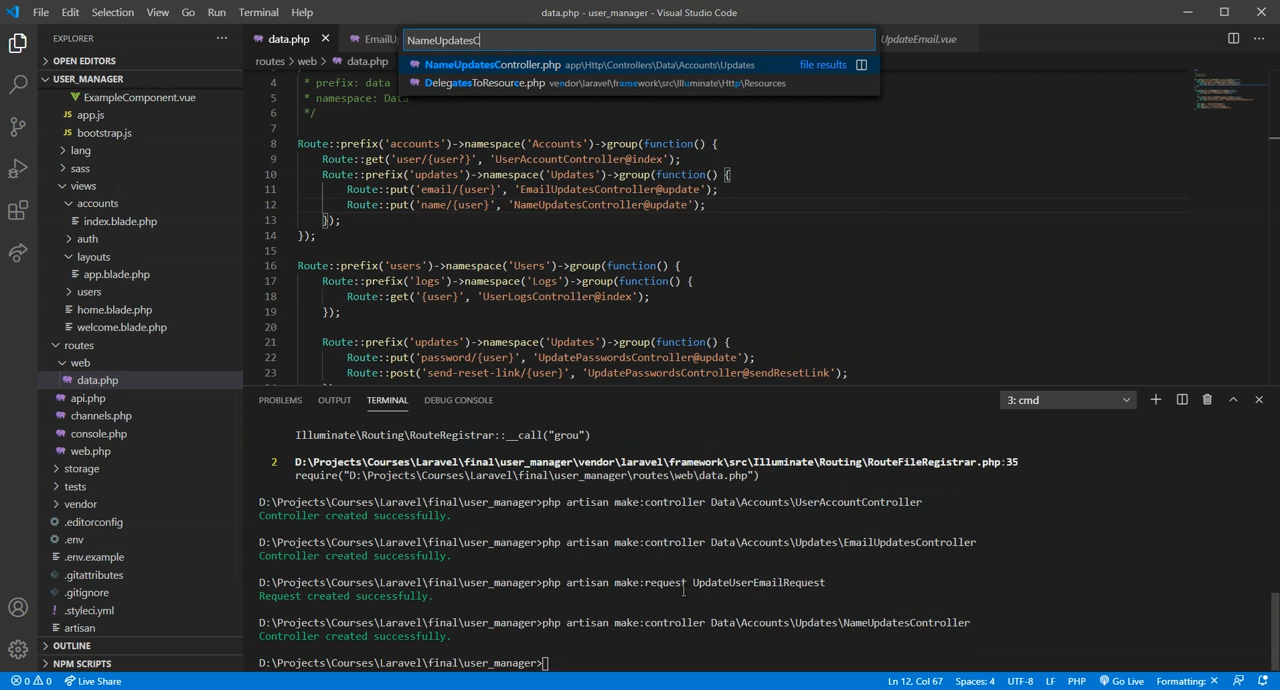 File Edit Selection View Go Run Terminal Help
data.php - user_manager - Visual Studio Code
EXPLORER
data.php
EmailU
NameUpdatesC
UpdateEmail.vue
NameUpdatesController.php app\Http\Controllers\Data\Accounts\Updates file results
DelegatesToResource.php vendor\laravel\framework\src\Illuminate\Http\Resources
OPEN EDITORS
USER_MANAGER
ExampleComponent.vue
app.js
bootstrap.js
lang
sass
views
accounts
index.blade.php
auth
layouts
app.blade.php
users
home.blade.php
welcome.blade.php
routes
web
data.php
api.php
channels.php
console.php
web.php
storage
tests
vendor
.editorconfig
.env
.env.example
.gitattributes
.gitignore
.styleci.yml
artisan
OUTLINE
NPM SCRIPTS
routes > web > data.php
4 * prefix: data
5 * namespace: Data
6 */
7
8 Route::prefix('accounts')->namespace('Accounts')->group(function() {
9 Route::get('user/{user?}', 'UserAccountController@index');
10 Route::prefix('updates')->namespace('Updates')->group(function() {
11 Route::put('email/{user}', 'EmailUpdatesController@update');
12 Route::put('name/{user}', 'NameUpdatesController@update');
13 });
14 });
15
16 Route::prefix('users')->namespace('Users')->group(function() {
17 Route::prefix('logs')->namespace('Logs')->group(function() {
18 Route::get('{user}', 'UserLogsController@index');
19 });
20
21 Route::prefix('updates')->namespace('Updates')->group(function() {
22 Route::put('password/{user}', 'UpdatePasswordsController@update');
23 Route::post('send-reset-link/{user}', 'UpdatePasswordsController@sendResetLink');
PROBLEMS OUTPUT TERMINAL DEBUG CONSOLE
3: cmd
Illuminate\Routing\RouteRegistrar::__call("grou")
2 D:\Projects\Courses\Laravel\final\user_manager\vendor\laravel\framework\src\Illuminate\Routing\RouteFileRegistrar.php:35
require("D:\Projects\Courses\Laravel\final\user_manager\routes\web\data.php")
D:\Projects\Courses\Laravel\final\user_manager>php artisan make:controller Data\Accounts\UserAccountController
Controller created successfully.
D:\Projects\Courses\Laravel\final\user_manager>php artisan make:controller Data\Accounts\Updates\EmailUpdatesController
Controller created successfully.
D:\Projects\Courses\Laravel\final\user_manager>php artisan make:request UpdateUserEmailRequest
Request created successfully.
D:\Projects\Courses\Laravel\final\user_manager>php artisan make:controller Data\Accounts\Updates\NameUpdatesController
Controller created successfully.
D:\Projects\Courses\Laravel\final\user_manager>
0 0 Live Share
Ln 12, Col 67 Spaces: 4 UTF-8 LF PHP Go Live Formatting: ×